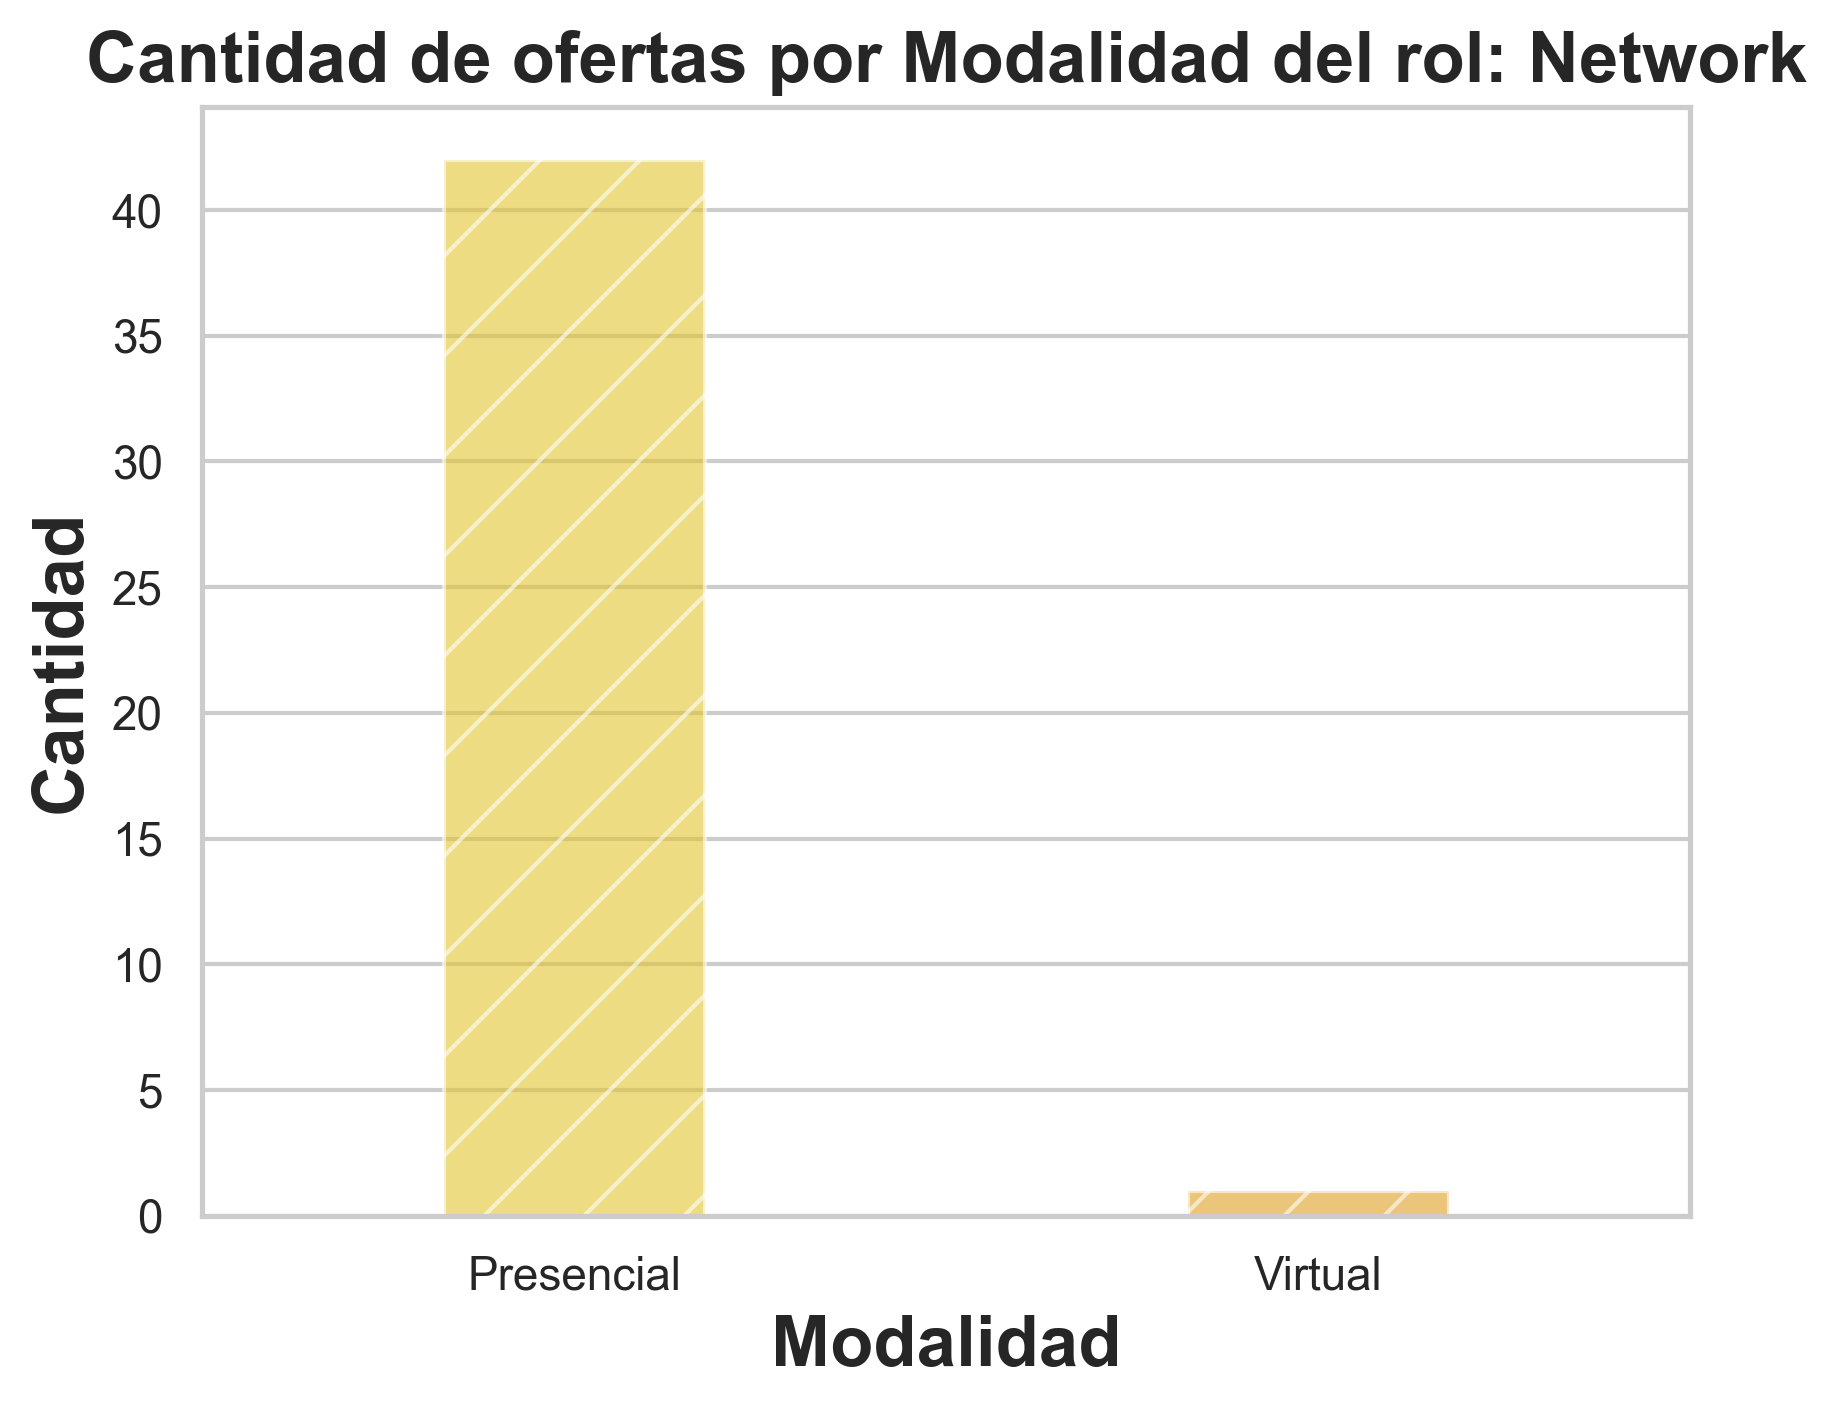 Cantidad de ofertas por Modalidad del rol: Network
Cantidad
40
35
30
25
20
15
10
5
0
Presencial
Virtual
Modalidad